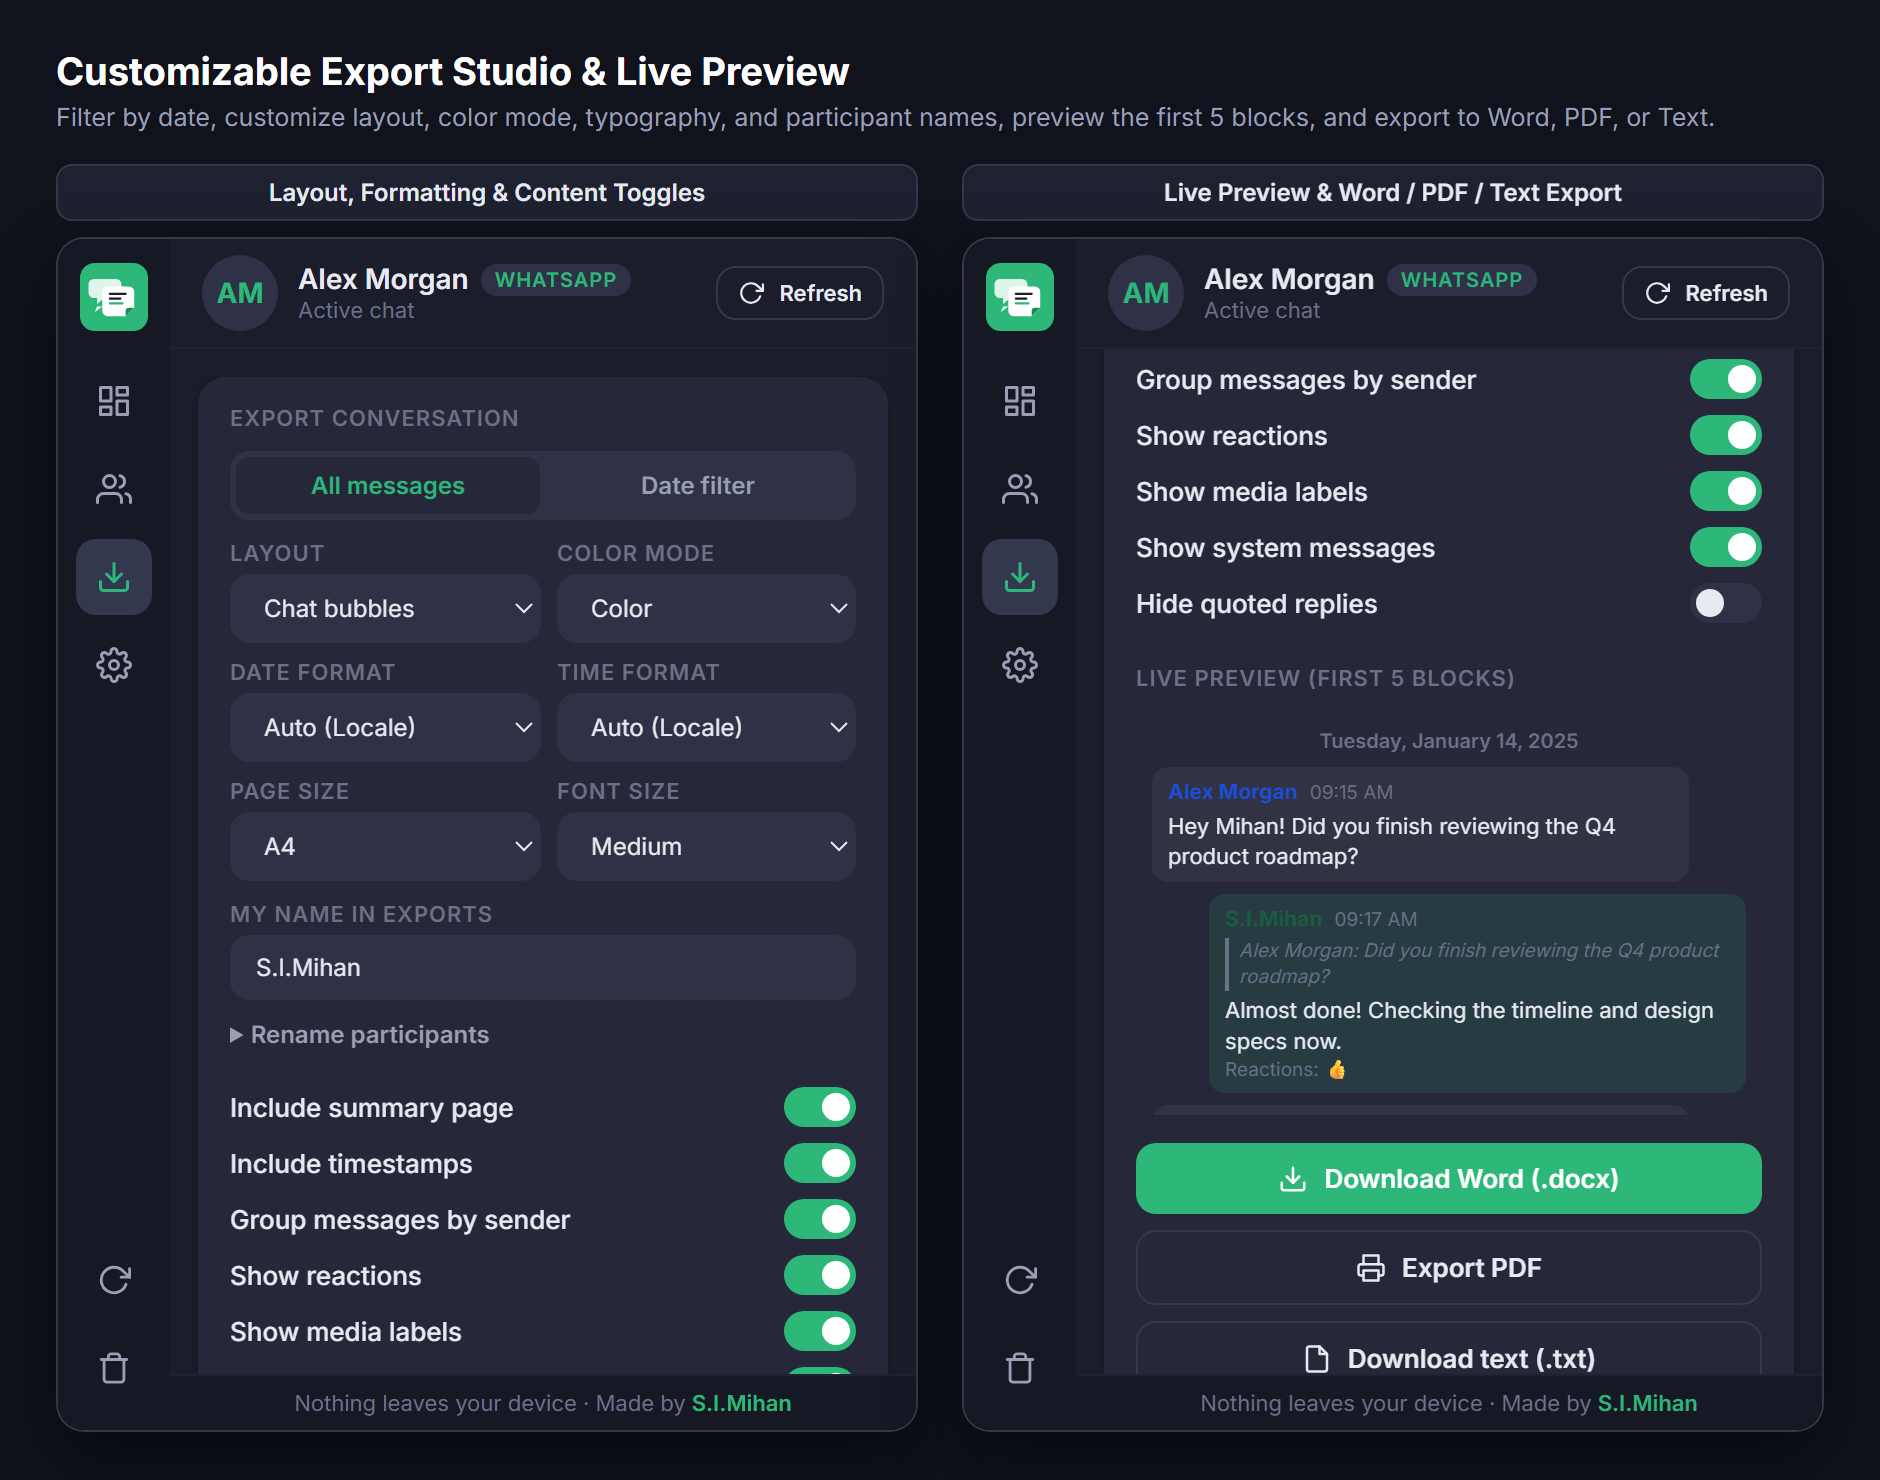 Customizable Export Studio & Live Preview
Filter by date, customize layout, color mode, typography, and participant names, preview the first 5 blocks, and export to Word, PDF, or Text.
Layout, Formatting & Content Toggles
AM
Alex Morgan
WHATSAPP
Active chat
Refresh
EXPORT CONVERSATION
All messages
Date filter
LAYOUT
COLOR MODE
Chat bubbles
Color
DATE FORMAT
TIME FORMAT
Auto (Locale)
Auto (Locale)
PAGE SIZE
FONT SIZE
A4
Medium
MY NAME IN EXPORTS
S.I.Mihan
Rename participants
Include summary page
Include timestamps
Group messages by sender
Show reactions
Show media labels
Nothing leaves your device · Made by S.I.Mihan
Live Preview & Word / PDF / Text Export
AM
Alex Morgan
WHATSAPP
Active chat
Refresh
Group messages by sender
Show reactions
Show media labels
Show system messages
Hide quoted replies
LIVE PREVIEW (FIRST 5 BLOCKS)
Tuesday, January 14, 2025
Alex Morgan 09:15 AM
Hey Mihan! Did you finish reviewing the Q4
product roadmap?
S.I.Mihan 09:17 AM
Alex Morgan: Did you finish reviewing the Q4 product
roadmap?
Almost done! Checking the timeline and design
specs now.
Reactions: 👍
Download Word (.docx)
Export PDF
Download text (.txt)
Nothing leaves your device · Made by S.I.Mihan